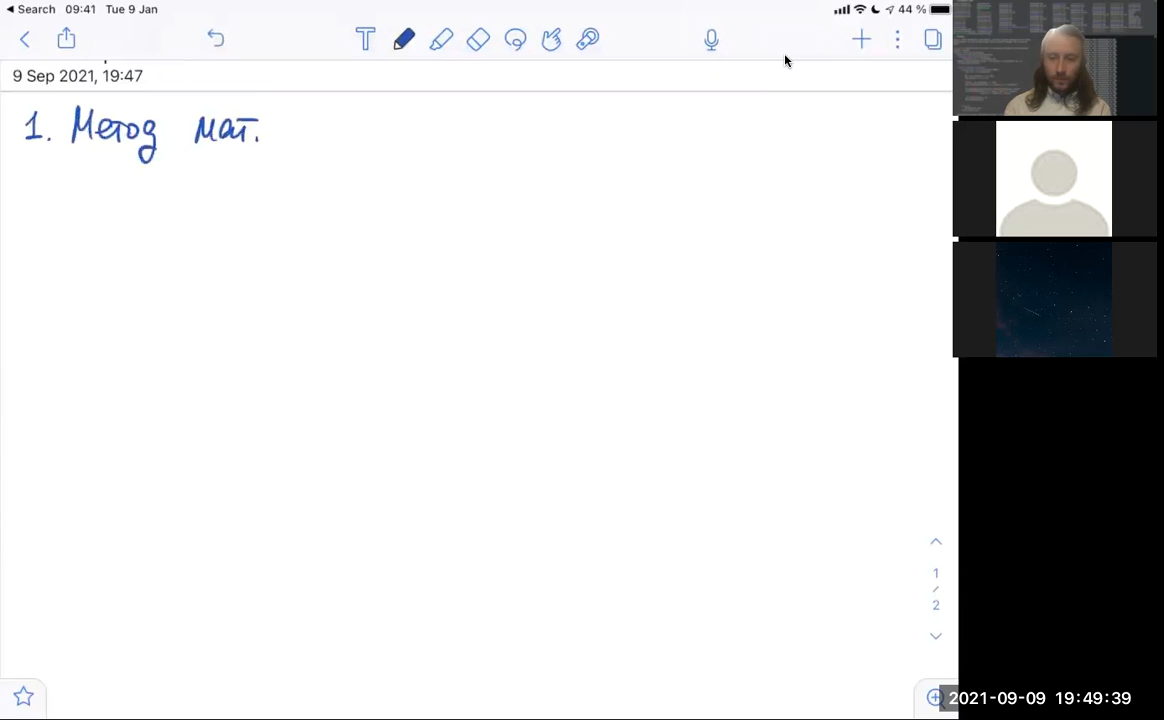 Search 09:41 Tue 9 Jan 44 %
9 Sep 2021, 19:47
1. Метод мат.
1
/
2
2021-09-09 19:49:39